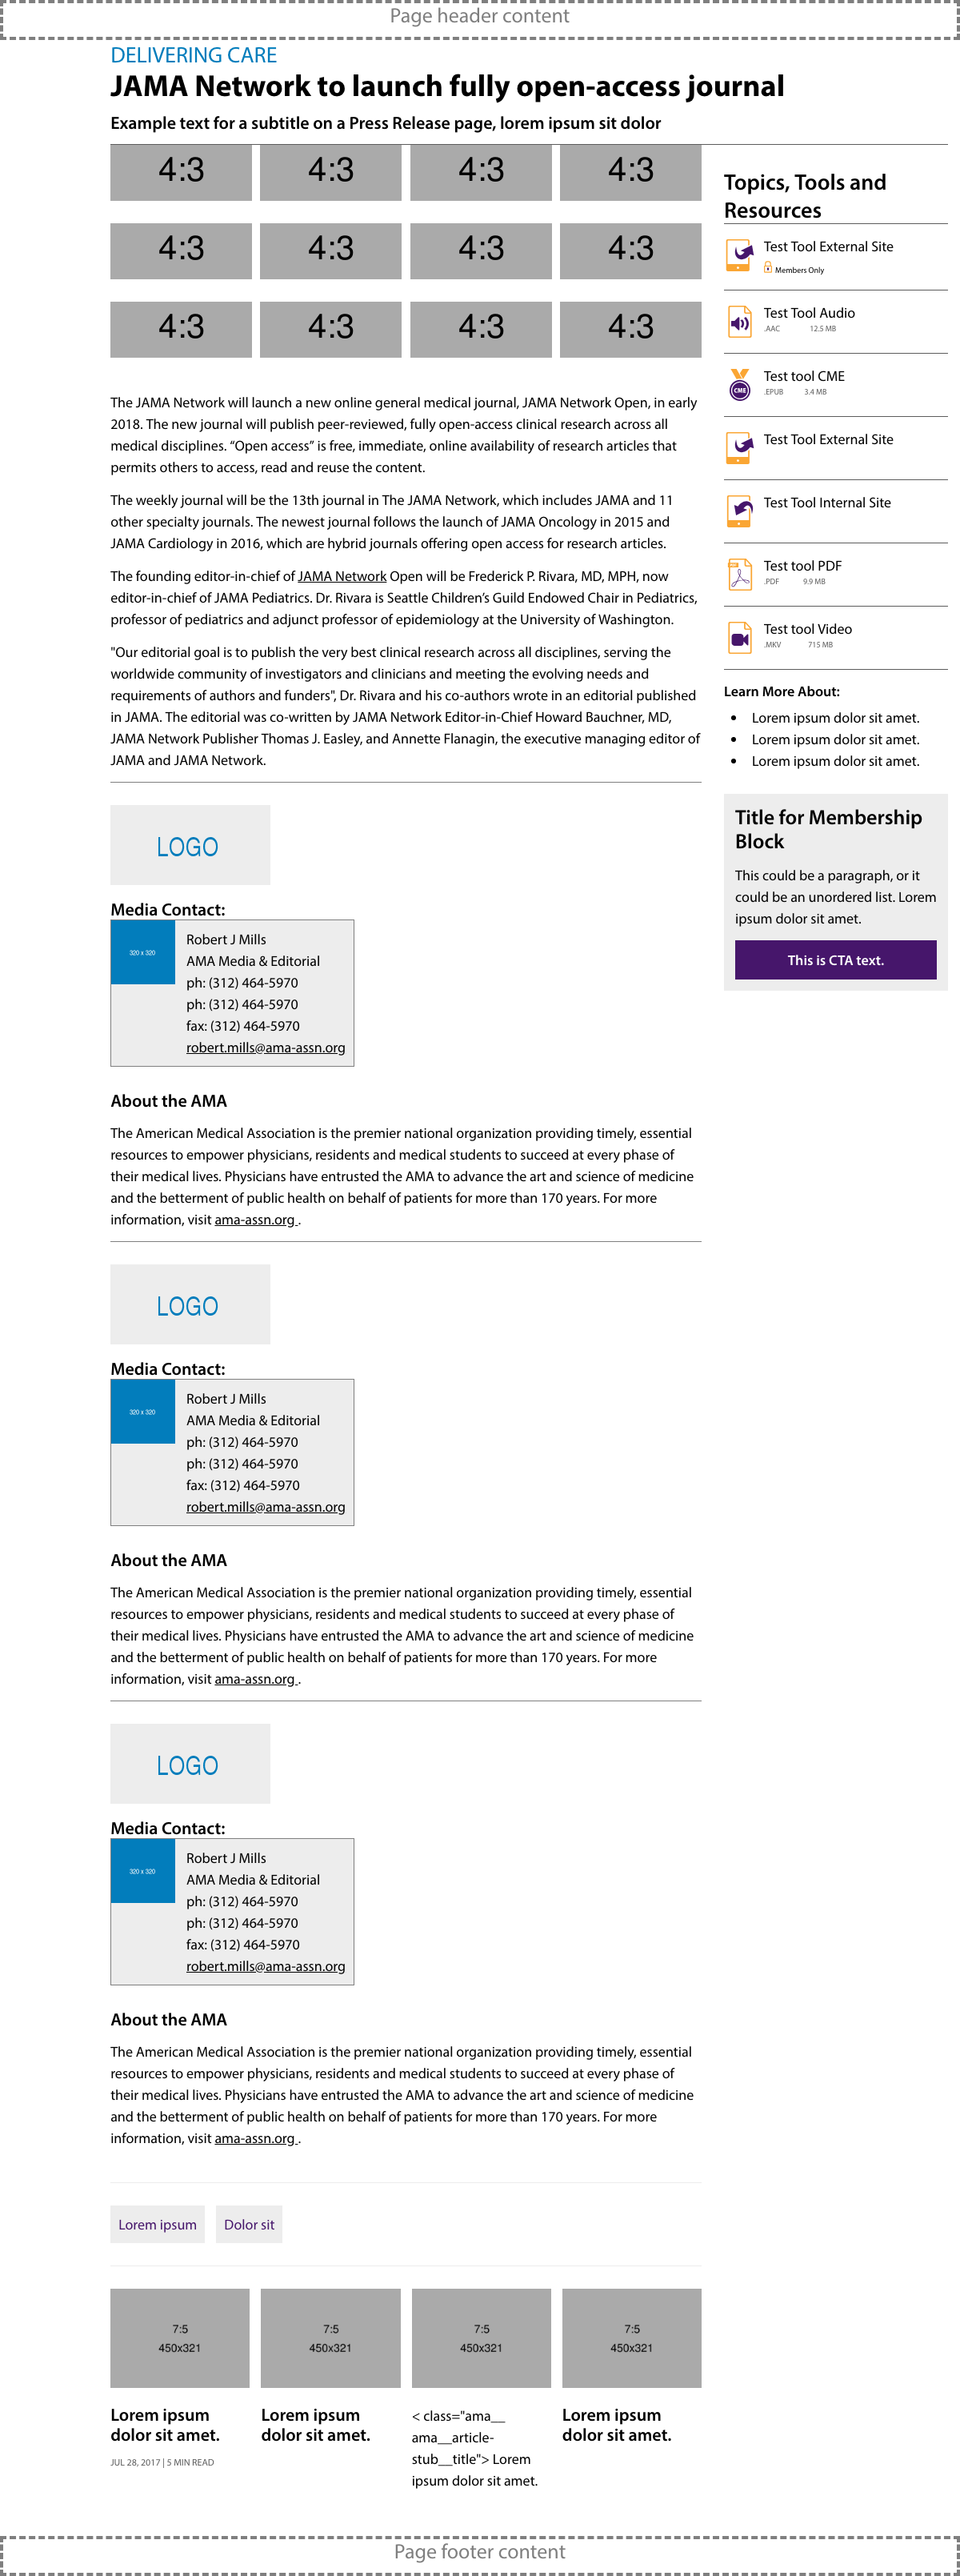 Page header content
DELIVERING CARE
JAMA Network to launch fully open-access journal
Example text for a subtitle on a Press Release page, lorem ipsum sit dolor
4:3 4:3 4:3 4:3
4:3 4:3 4:3 4:3
4:3 4:3 4:3 4:3
The JAMA Network will launch a new online general medical journal, JAMA Network Open, in early
2018. The new journal will publish peer-reviewed, fully open-access clinical research across all
medical disciplines. “Open access” is free, immediate, online availability of research articles that
permits others to access, read and reuse the content.
The weekly journal will be the 13th journal in The JAMA Network, which includes JAMA and 11
other specialty journals. The newest journal follows the launch of JAMA Oncology in 2015 and
JAMA Cardiology in 2016, which are hybrid journals offering open access for research articles.
The founding editor-in-chief of JAMA Network Open will be Frederick P. Rivara, MD, MPH, now
editor-in-chief of JAMA Pediatrics. Dr. Rivara is Seattle Children’s Guild Endowed Chair in Pediatrics,
professor of pediatrics and adjunct professor of epidemiology at the University of Washington.
"Our editorial goal is to publish the very best clinical research across all disciplines, serving the
worldwide community of investigators and clinicians and meeting the evolving needs and
requirements of authors and funders", Dr. Rivara and his co-authors wrote in an editorial published
in JAMA. The editorial was co-written by JAMA Network Editor-in-Chief Howard Bauchner, MD,
JAMA Network Publisher Thomas J. Easley, and Annette Flanagin, the executive managing editor of
JAMA and JAMA Network.
LOGO
Media Contact:
320 x 320
Robert J Mills
AMA Media & Editorial
ph: (312) 464-5970
ph: (312) 464-5970
fax: (312) 464-5970
robert.mills@ama-assn.org
About the AMA
The American Medical Association is the premier national organization providing timely, essential
resources to empower physicians, residents and medical students to succeed at every phase of
their medical lives. Physicians have entrusted the AMA to advance the art and science of medicine
and the betterment of public health on behalf of patients for more than 170 years. For more
information, visit ama-assn.org .
LOGO
Media Contact:
320 x 320
Robert J Mills
AMA Media & Editorial
ph: (312) 464-5970
ph: (312) 464-5970
fax: (312) 464-5970
robert.mills@ama-assn.org
About the AMA
The American Medical Association is the premier national organization providing timely, essential
resources to empower physicians, residents and medical students to succeed at every phase of
their medical lives. Physicians have entrusted the AMA to advance the art and science of medicine
and the betterment of public health on behalf of patients for more than 170 years. For more
information, visit ama-assn.org .
LOGO
Media Contact:
320 x 320
Robert J Mills
AMA Media & Editorial
ph: (312) 464-5970
ph: (312) 464-5970
fax: (312) 464-5970
robert.mills@ama-assn.org
About the AMA
The American Medical Association is the premier national organization providing timely, essential
resources to empower physicians, residents and medical students to succeed at every phase of
their medical lives. Physicians have entrusted the AMA to advance the art and science of medicine
and the betterment of public health on behalf of patients for more than 170 years. For more
information, visit ama-assn.org .
Lorem ipsum Dolor sit
7:5
450x321
Lorem ipsum
dolor sit amet.
JUL 28, 2017 | 5 MIN READ
7:5
450x321
Lorem ipsum
dolor sit amet.
7:5
450x321
< class="ama__
ama__article-
stub__title"> Lorem
ipsum dolor sit amet.
7:5
450x321
Lorem ipsum
dolor sit amet.
Topics, Tools and
Resources
Test Tool External Site
Members Only
Test Tool Audio
.AAC 12.5 MB
CME
Test tool CME
.EPUB 3.4 MB
Test Tool External Site
Test Tool Internal Site
Test tool PDF
.PDF 9.9 MB
Test tool Video
.MKV 715 MB
Learn More About:
Lorem ipsum dolor sit amet.
Lorem ipsum dolor sit amet.
Lorem ipsum dolor sit amet.
Title for Membership
Block
This could be a paragraph, or it
could be an unordered list. Lorem
ipsum dolor sit amet.
This is CTA text.
Page footer content